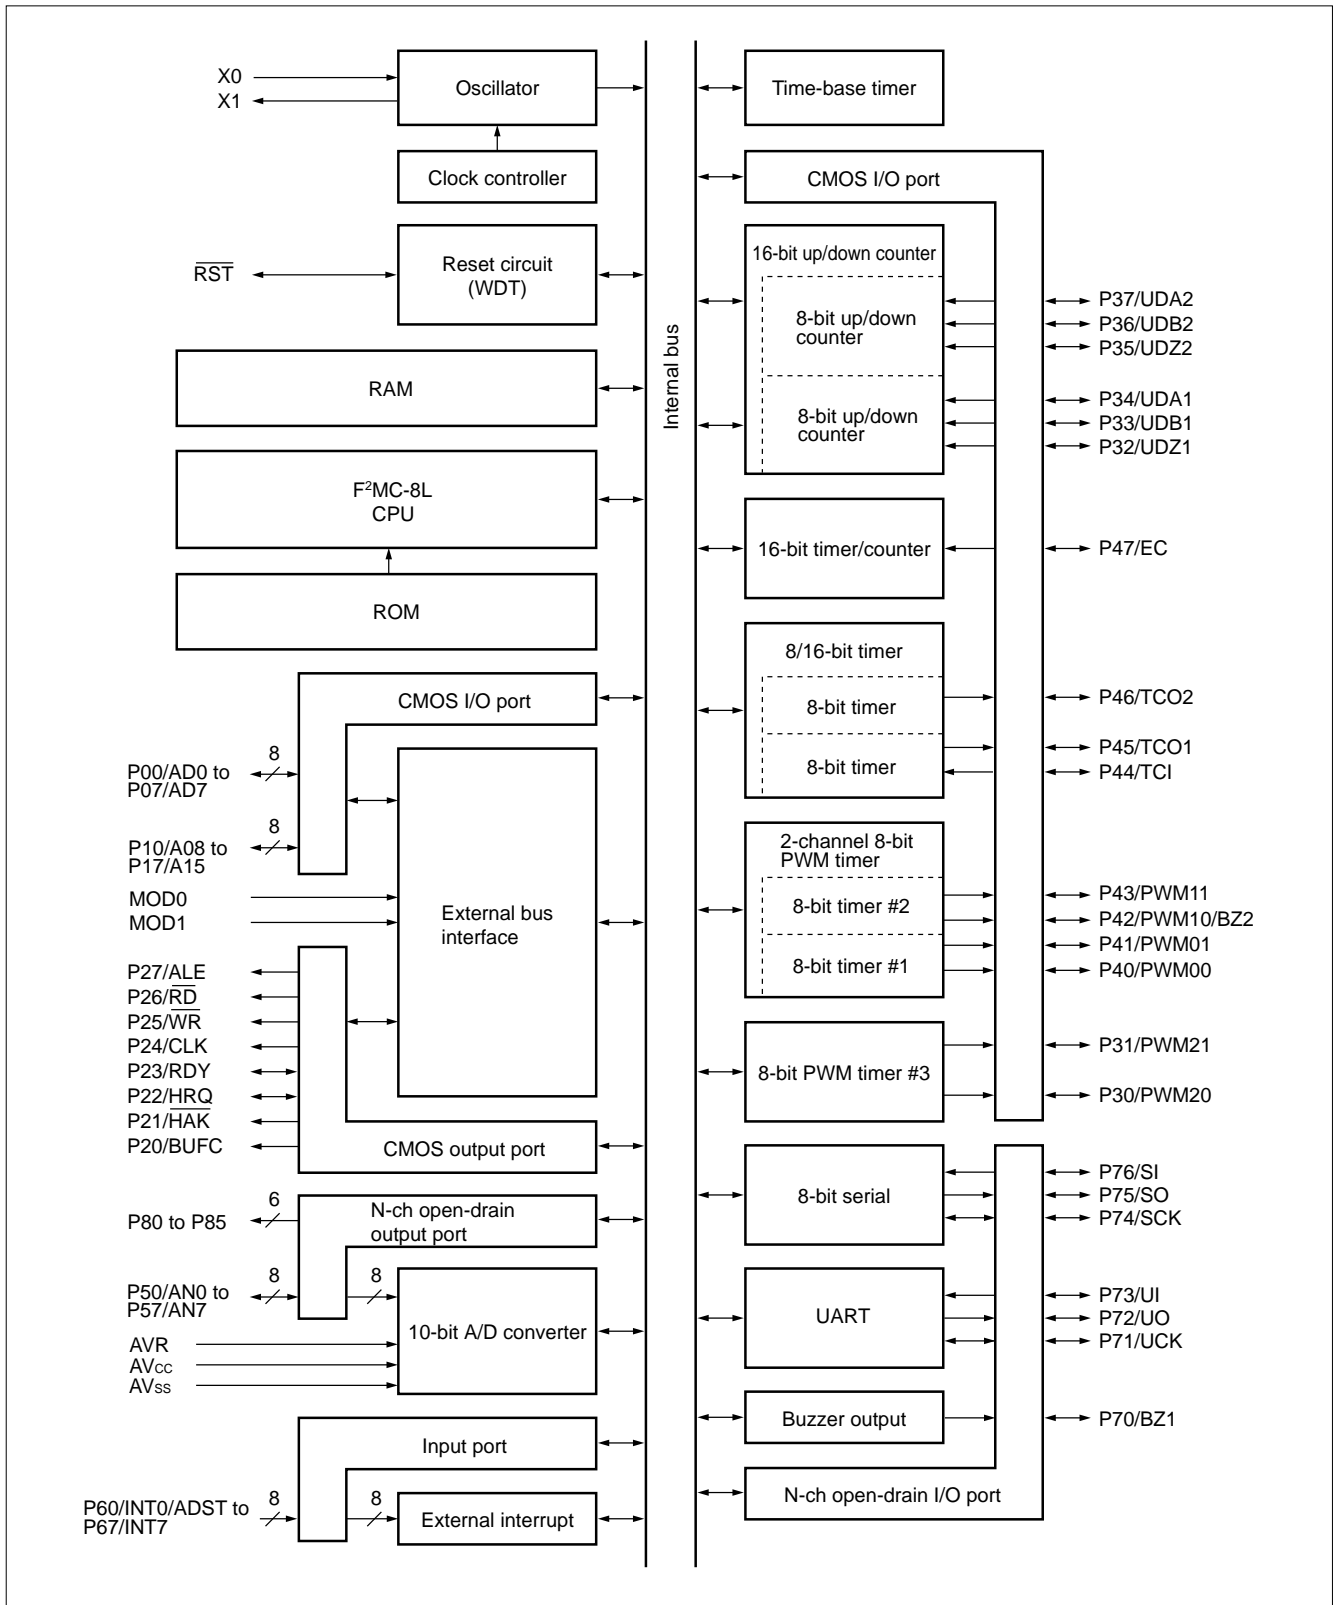 X0
X1
Oscillator
Clock controller
R̅S̅T̅
Reset circuit
(WDT)
RAM
F²MC-8L
CPU
ROM
CMOS I/O port
8
P00/AD0 to
P07/AD7
8
P10/A08 to
P17/A15
MOD0
MOD1
External bus
interface
P27/ALE
P26/R̅D̅
P25/W̅R̅
P24/CLK
P23/RDY
P22/HRQ
P21/H̅A̅K̅
P20/BUFC
CMOS output port
6
P80 to P85
N-ch open-drain
output port
8
P50/AN0 to
P57/AN7
8
10-bit A/D converter
AVR
AVCC
AVSS
Input port
8
P60/INT0/ADST to
P67/INT7
8
External interrupt
Internal bus
Time-base timer
CMOS I/O port
16-bit up/down counter
8-bit up/down
counter
8-bit up/down
counter
P37/UDA2
P36/UDB2
P35/UDZ2
P34/UDA1
P33/UDB1
P32/UDZ1
16-bit timer/counter
P47/EC
8/16-bit timer
8-bit timer
8-bit timer
P46/TCO2
P45/TCO1
P44/TCI
2-channel 8-bit
PWM timer
8-bit timer #2
8-bit timer #1
P43/PWM11
P42/PWM10/BZ2
P41/PWM01
P40/PWM00
8-bit PWM timer #3
P31/PWM21
P30/PWM20
8-bit serial
P76/SI
P75/SO
P74/SCK
UART
P73/UI
P72/UO
P71/UCK
Buzzer output
P70/BZ1
N-ch open-drain I/O port